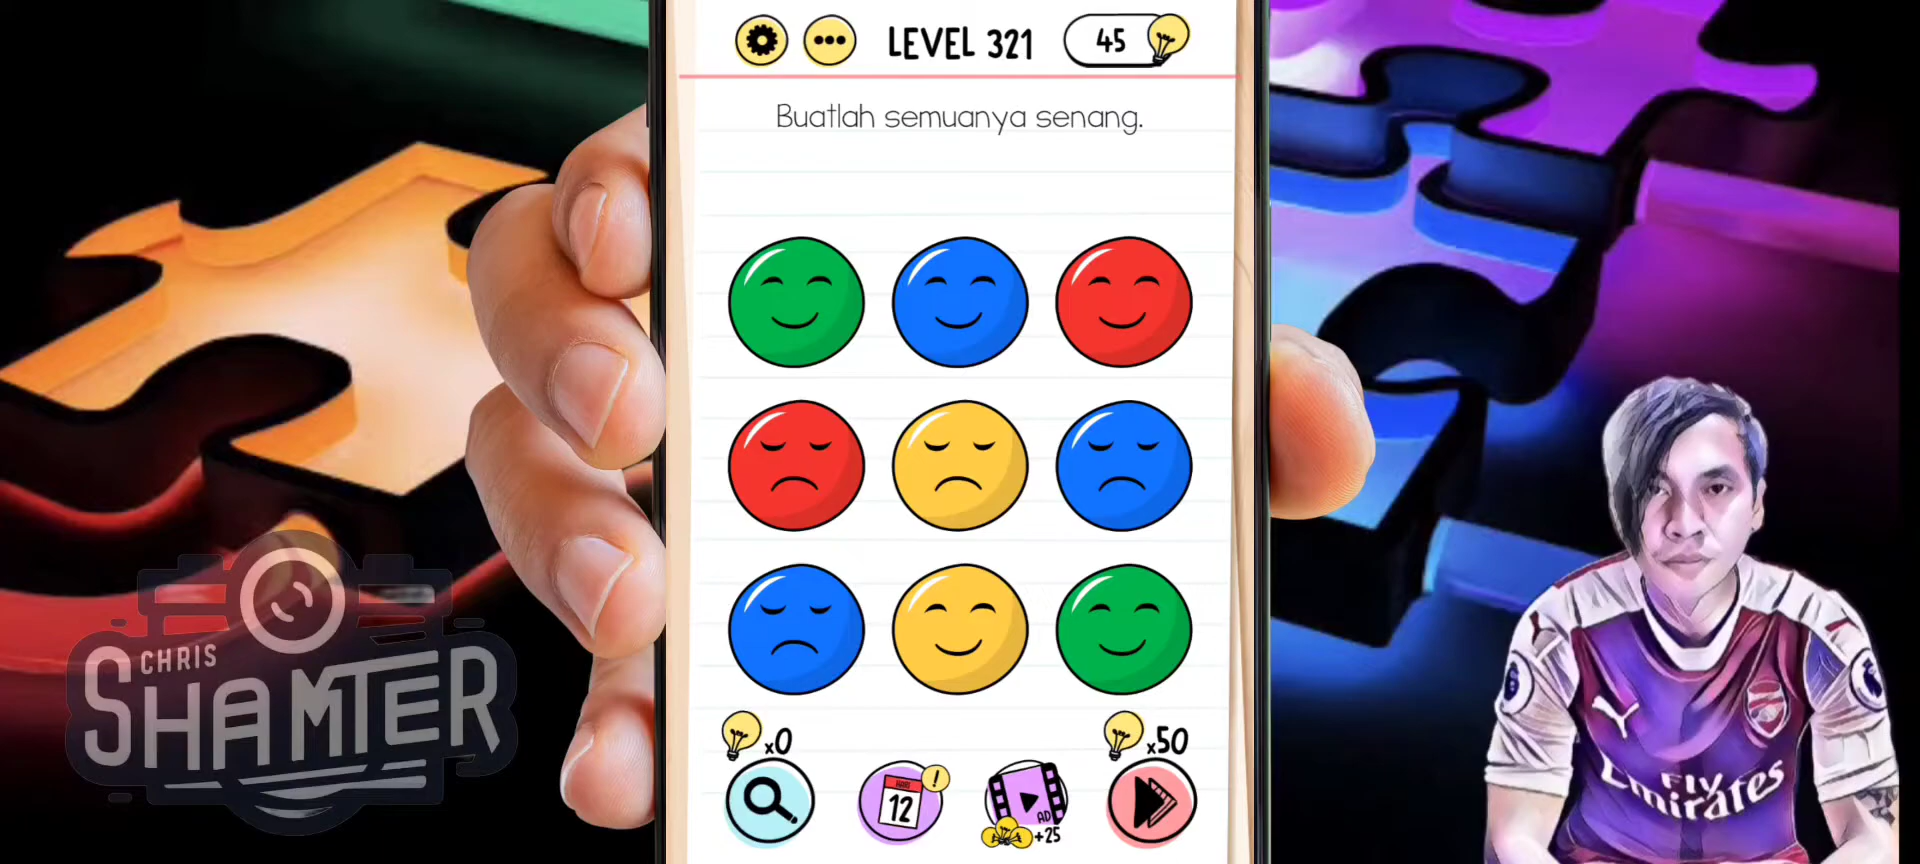 LEVEL 321
45
Buatlah semuanya senang.
x0
x50
12
!
AD
+25
CHRIS
SHAMTER
FLY
Emirates